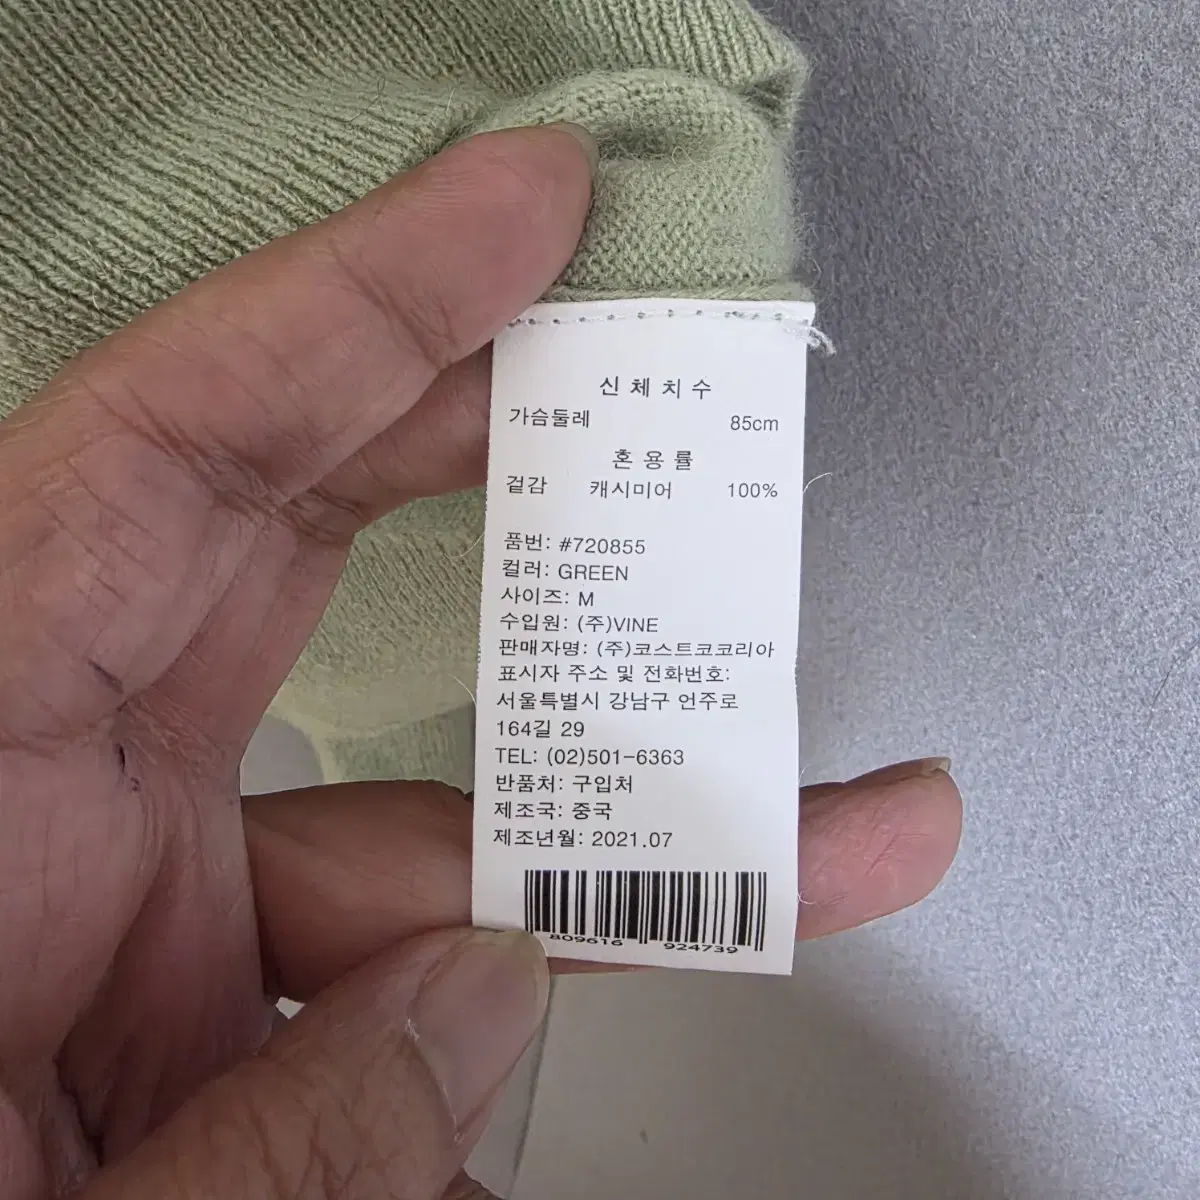 신 체 치 수
가슴둘레 85cm
혼 용 률
겉감 캐시미어 100%
품번: #720855
컬러: GREEN
사이즈: M
수입원: (주)VINE
판매자명: (주)코스트코코리아
표시자 주소 및 전화번호:
서울특별시 강남구 언주로
164길 29
TEL: (02)501-6363
반품처: 구입처
제조국: 중국
제조년월: 2021.07
809616 924739